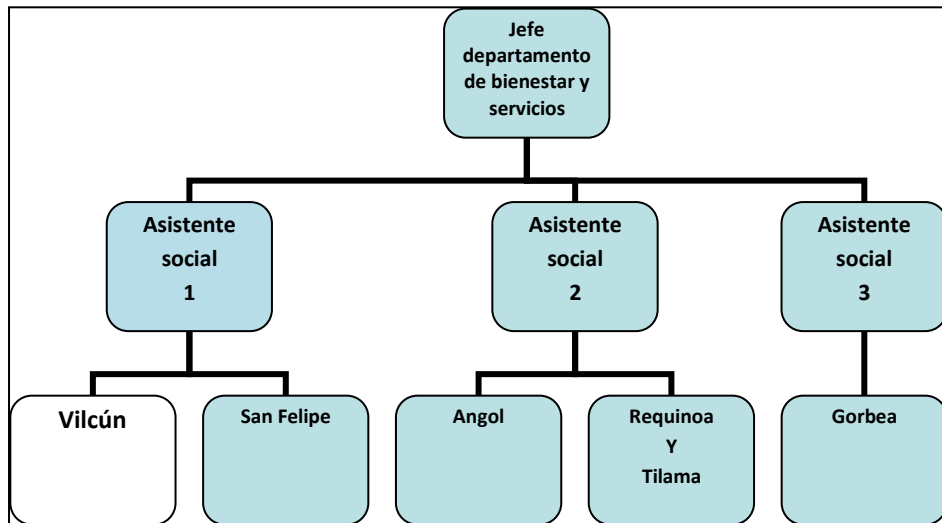 Jefe
departamento
de bienestar y
servicios
Asistente
social
1
Asistente
social
2
Asistente
social
3
Vilcún
San Felipe
Angol
Requinoa
Y
Tilama
Gorbea